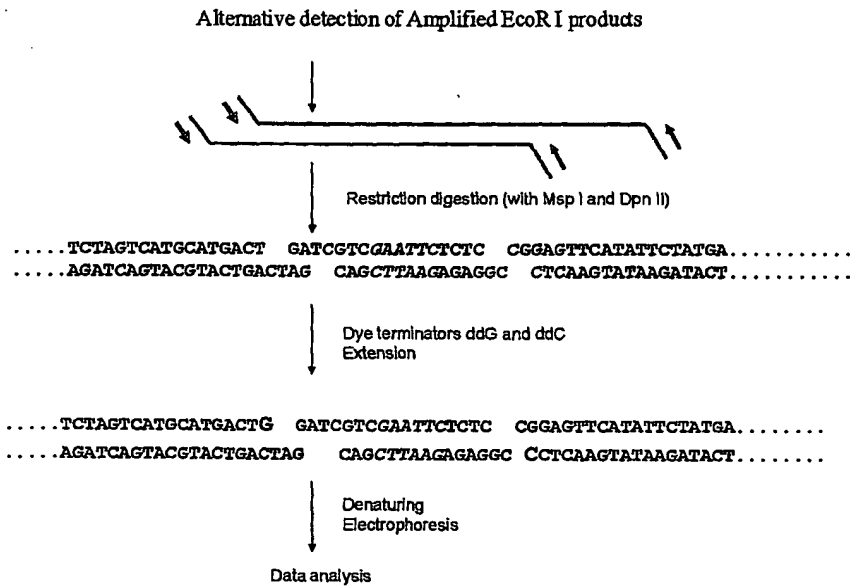 Alternative detection of Amplified EcoR I products
Restriction digestion (with Msp I and Dpn II)
.....TCTAGTCATGCATGACT GATCGTCGAATTCTCTC CGGAGTTCATATTCTATGA...........
.....AGATCAGTACGTACTGACTAG CAGCTTAAGAGAGGC CTCAAGTATAAGATACT...........
Dye terminators ddG and ddC
Extension
.....TCTAGTCATGCATGACTG GATCGTCGAATTCTCTC CGGAGTTCATATTCTATGA........
.....AGATCAGTACGTACTGACTAG CAGCTTAAGAGAGGC CCTCAAGTATAAGATACT........
Denaturing
Electrophoresis
Data analysis